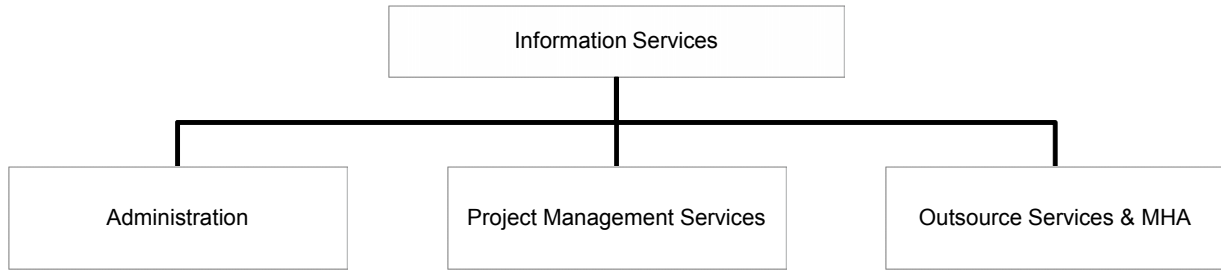 Information Services
Administration
Project Management Services
Outsource Services & MHA